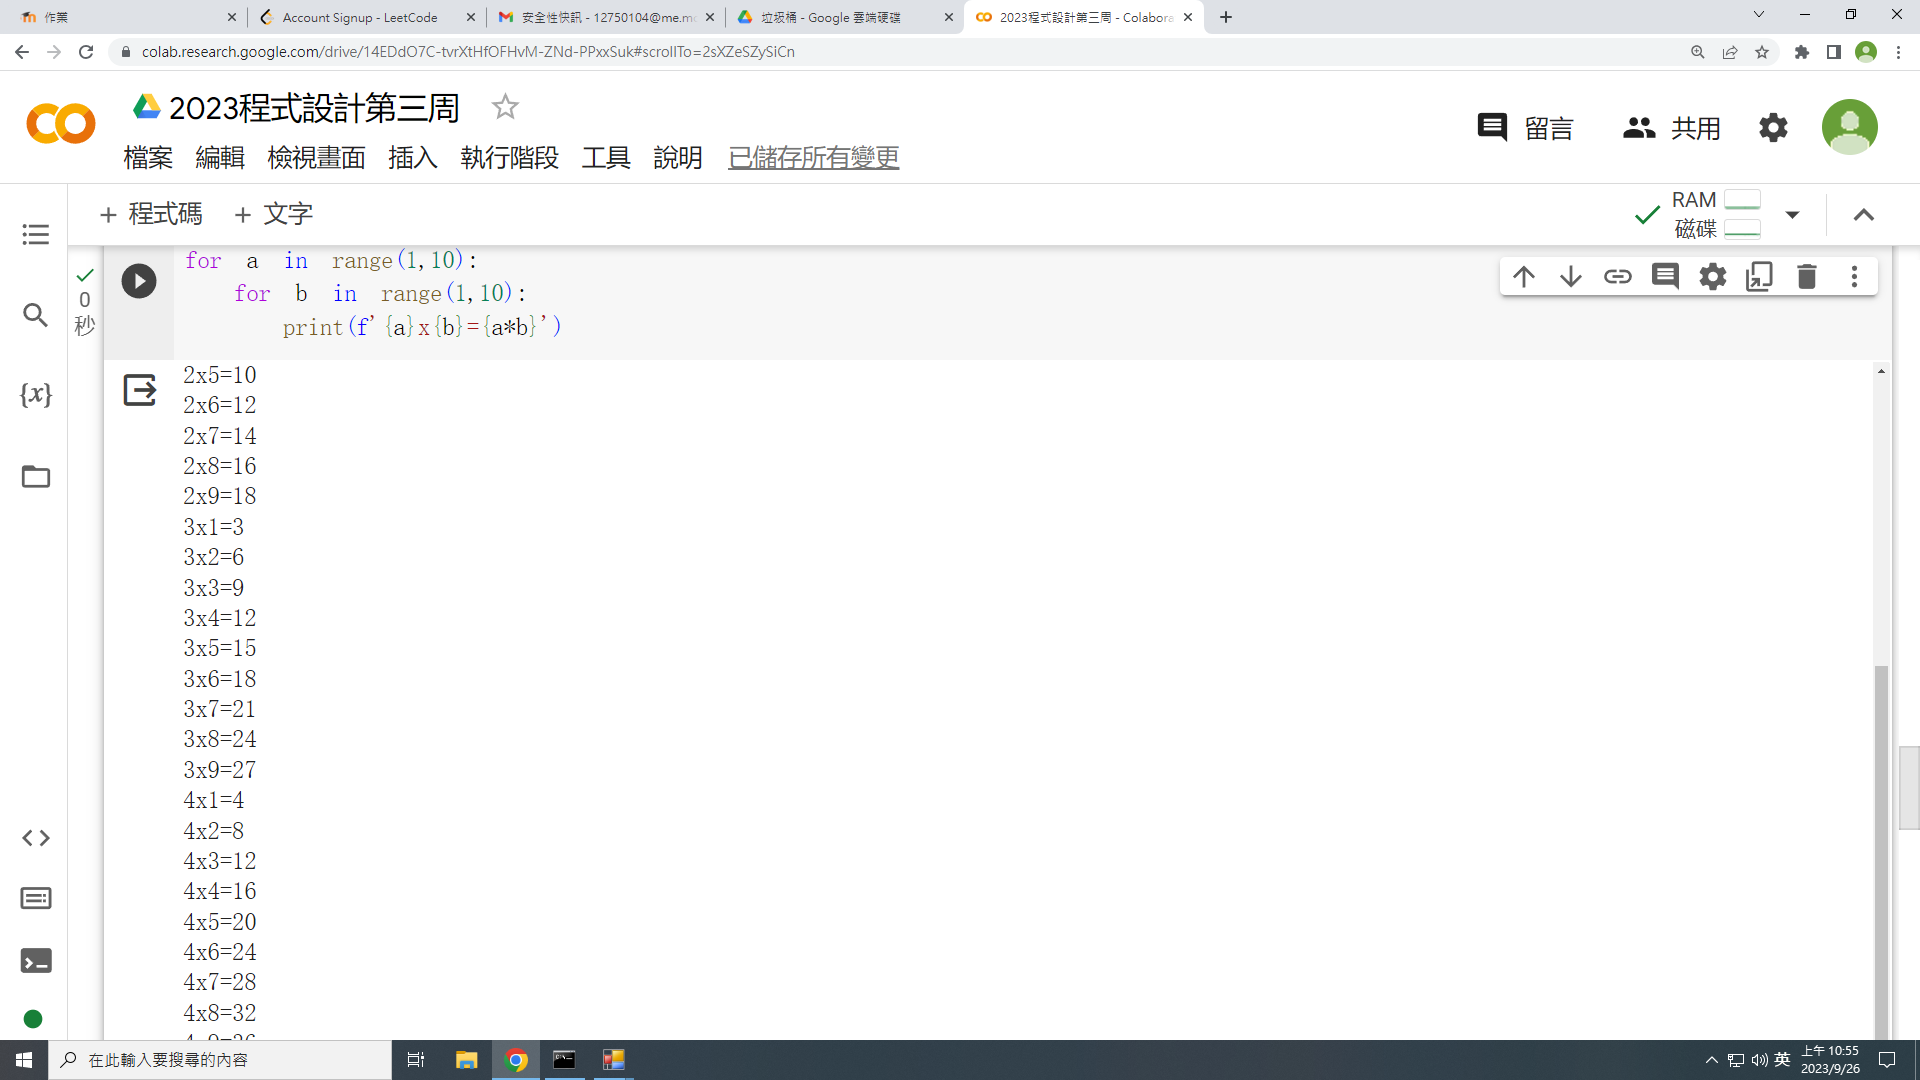 作業
Account Signup - LeetCode
安全性快訊 - 12750104@me.mc
垃圾桶 - Google 雲端硬碟
2023程式設計第三周 - Colabora
colab.research.google.com/drive/14EDdO7C-tvrXtHfOFHvM-ZNd-PPxxSuk#scrollTo=2sXZeSZySiCn
2023程式設計第三周
檔案 編輯 檢視畫面 插入 執行階段 工具 說明 已儲存所有變更
留言 共用
+ 程式碼 + 文字
RAM
磁碟
0
秒
{x}
for a in range(1,10):
for b in range(1,10):
print(f'{a}x{b}={a*b}')
2x5=10
2x6=12
2x7=14
2x8=16
2x9=18
3x1=3
3x2=6
3x3=9
3x4=12
3x5=15
3x6=18
3x7=21
3x8=24
3x9=27
4x1=4
4x2=8
4x3=12
4x4=16
4x5=20
4x6=24
4x7=28
4x8=32
4x9=36
在此輸入要搜尋的內容
英
上午 10:55
2023/9/26